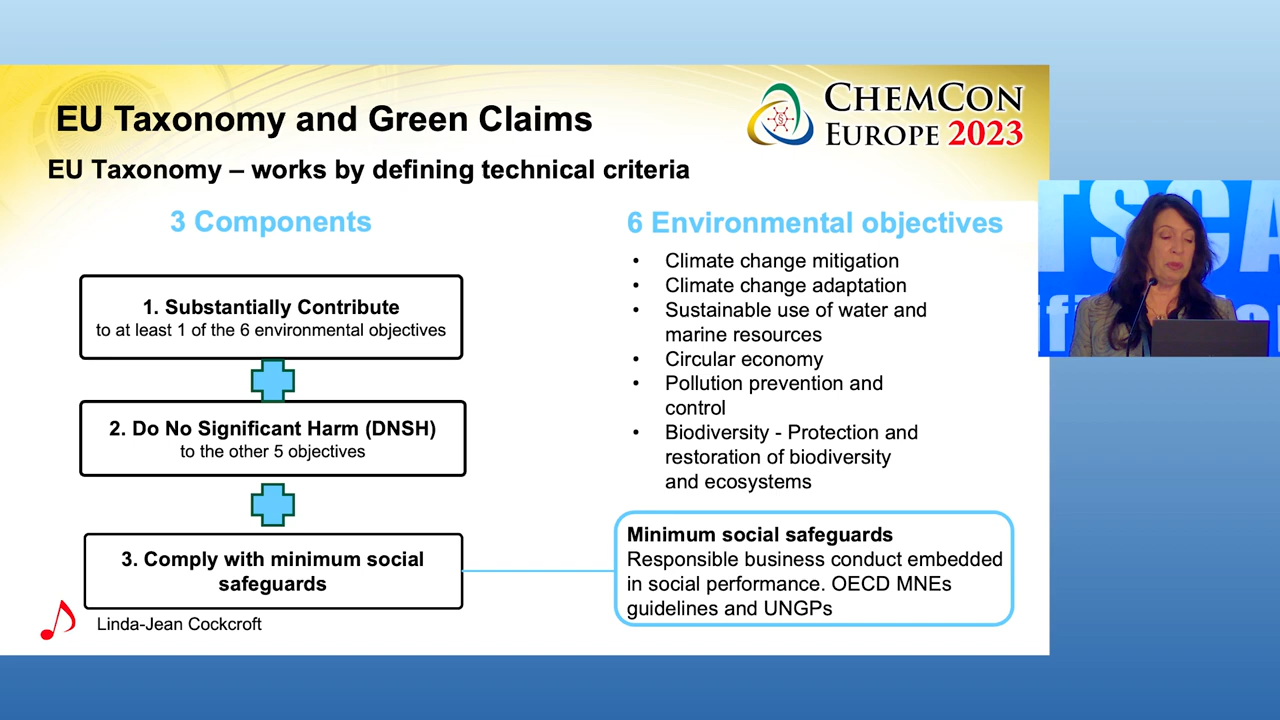 EU Taxonomy and Green Claims
CHEMCON
EUROPE 2023
EU Taxonomy – works by defining technical criteria
3 Components
1. Substantially Contribute
to at least 1 of the 6 environmental objectives
2. Do No Significant Harm (DNSH)
to the other 5 objectives
3. Comply with minimum social
safeguards
Linda-Jean Cockcroft
6 Environmental objectives
• Climate change mitigation
• Climate change adaptation
• Sustainable use of water and
marine resources
• Circular economy
• Pollution prevention and
control
• Biodiversity - Protection and
restoration of biodiversity
and ecosystems
Minimum social safeguards
Responsible business conduct embedded
in social performance. OECD MNEs
guidelines and UNGPs
TSCA